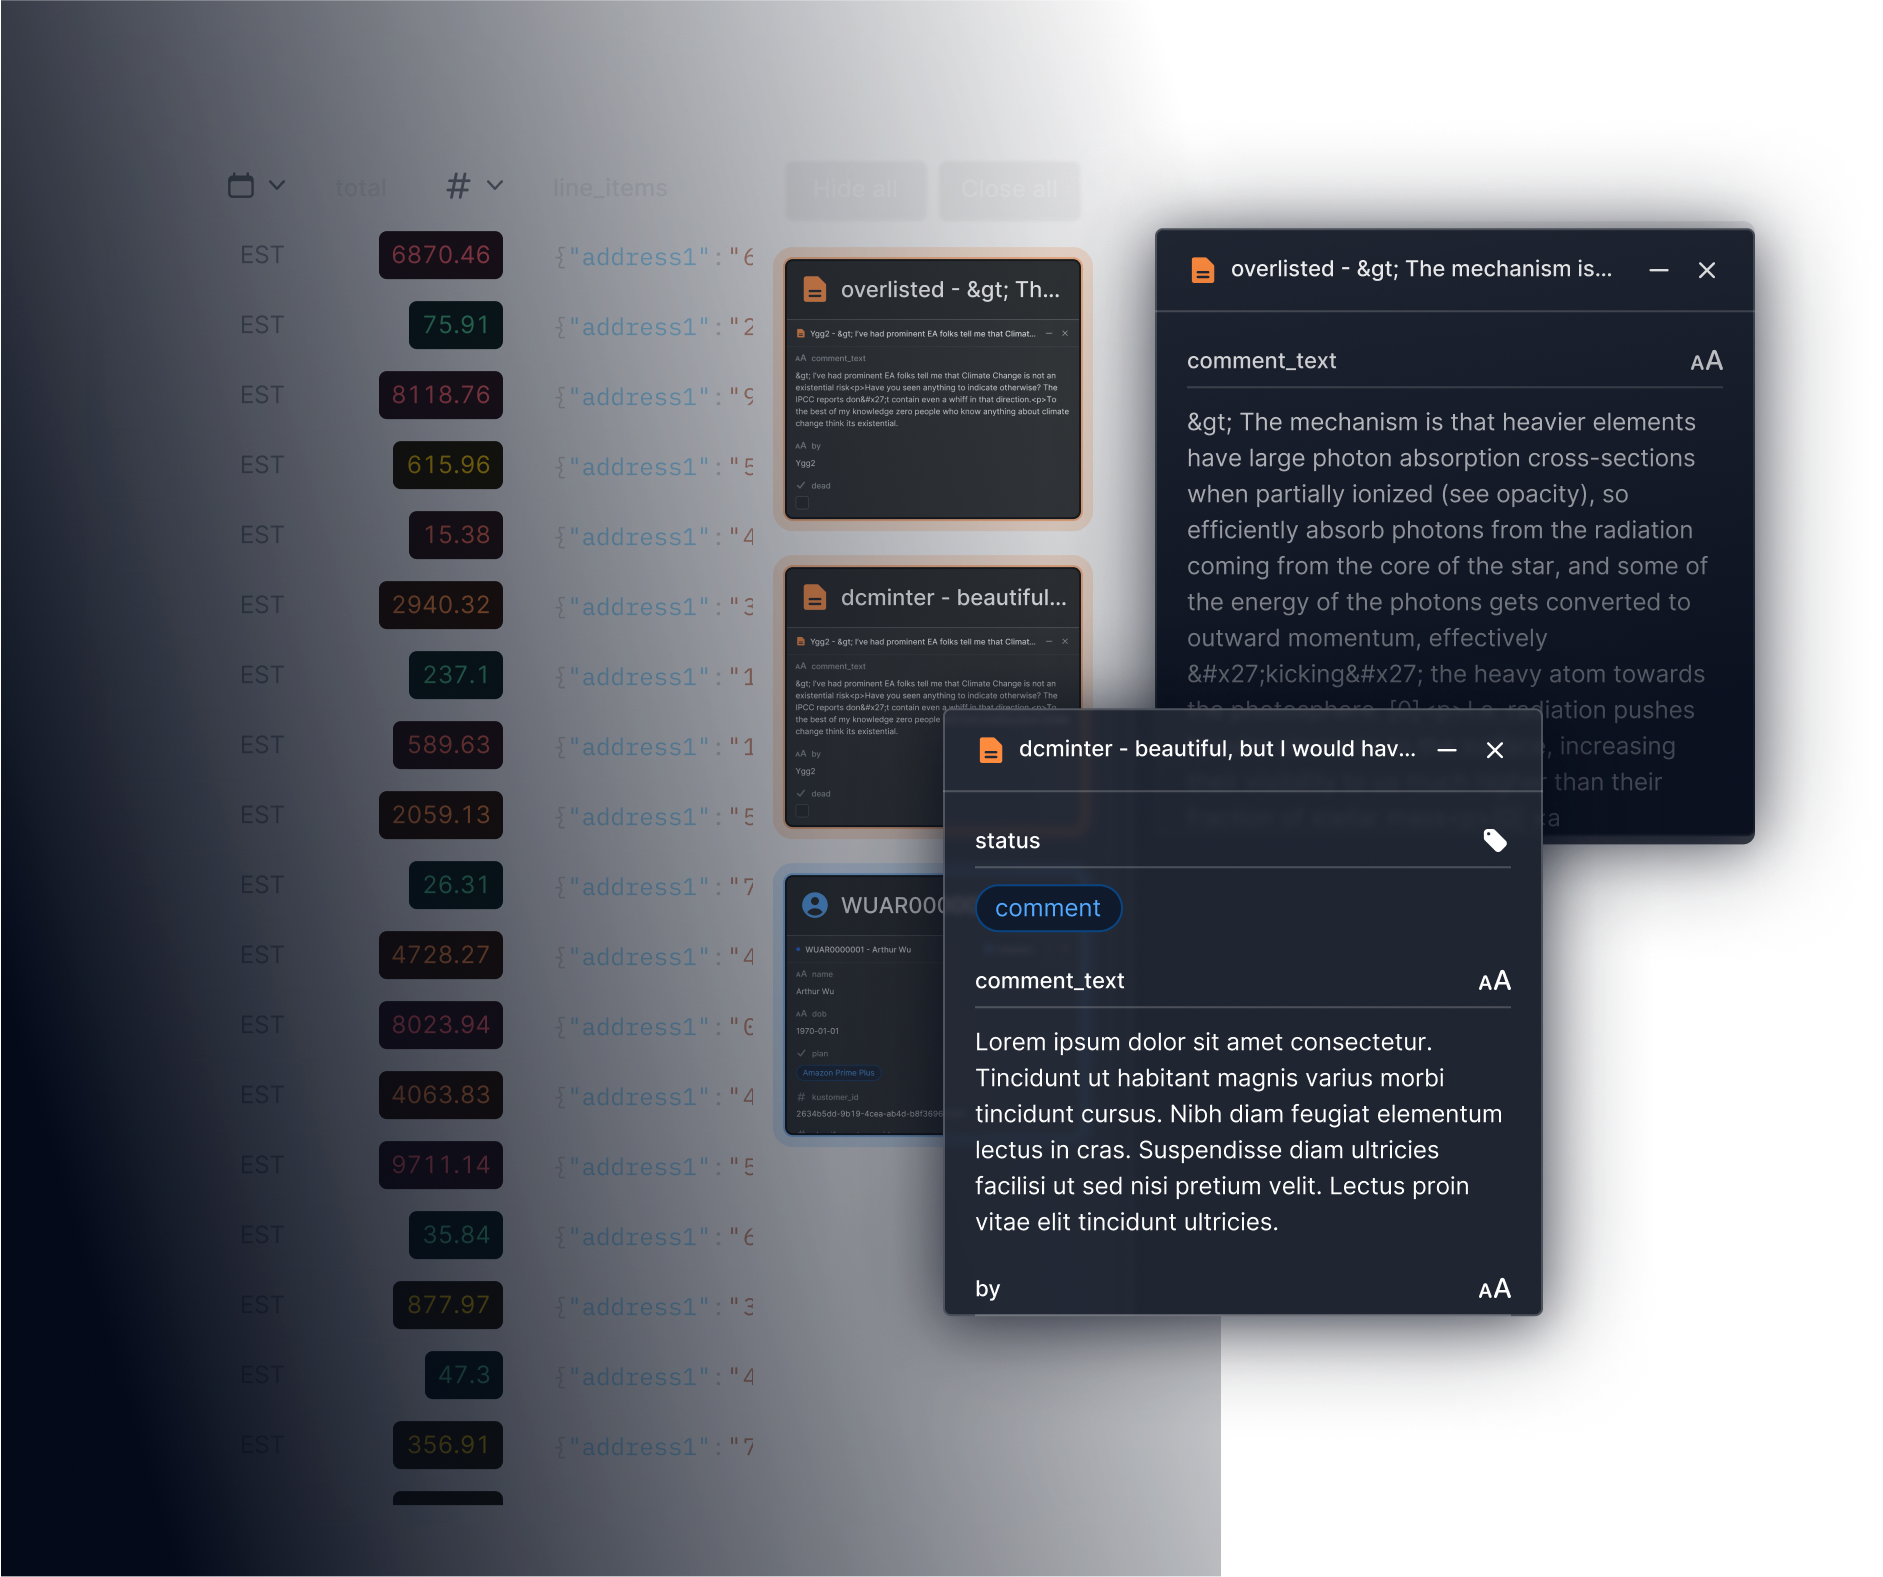 total
line_items
EST 6870.46 {"address1":"6
EST 75.91 {"address1":"2
EST 8118.76 {"address1":"9
EST 615.96 {"address1":"5
EST 15.38 {"address1":"4
EST 2940.32 {"address1":"3
EST 237.1 {"address1":"1
EST 589.63 {"address1":"1
EST 2059.13 {"address1":"5
EST 26.31 {"address1":"7
EST 4728.27 {"address1":"4
EST 8023.94 {"address1":"0
EST 4063.83 {"address1":"4
EST 9711.14 {"address1":"5
EST 35.84 {"address1":"6
EST 877.97 {"address1":"3
EST 47.3 {"address1":"4
EST 356.91 {"address1":"7
Hide all
Close all
overlisted - &gt; Th...
Ygg2 - &gt; I've had prominent EA folks tell me that Climat...
AA comment_text
&gt; I've had prominent EA folks tell me that Climate Change is not an
existential risk<p>Have you seen anything to indicate otherwise? The
IPCC reports don&#x27;t contain even a whiff in that direction.<p>To
the best of my knowledge zero people who know anything about climate
change think its existential.
AA by
Ygg2
dead
dcminter - beautiful...
Ygg2 - &gt; I've had prominent EA folks tell me that Climat...
AA comment_text
&gt; I've had prominent EA folks tell me that Climate Change is not an
existential risk<p>Have you seen anything to indicate otherwise? The
IPCC reports don&#x27;t contain even a whiff in that direction.<p>To
the best of my knowledge zero people
change think its existential.
AA by
Ygg2
dead
WUAR000
WUAR0000001 - Arthur Wu
AA name
Arthur Wu
AA dob
1970-01-01
plan
Amazon Prime Plus
# kustomer_id
2634b5dd-9b19-4cea-ab4d-b8f3696
overlisted - &gt; The mechanism is...
comment_text AA
&gt; The mechanism is that heavier elements
have large photon absorption cross-sections
when partially ionized (see opacity), so
efficiently absorb photons from the radiation
coming from the core of the star, and some of
the energy of the photons gets converted to
outward momentum, effectively
&#x27;kicking&#x27; the heavy atom towards
the photosphere. [0]<p>I.e. radiation pushes
, increasing
than their
ca
dcminter - beautiful, but I would hav...
status
comment
comment_text AA
Lorem ipsum dolor sit amet consectetur.
Tincidunt ut habitant magnis varius morbi
tincidunt cursus. Nibh diam feugiat elementum
lectus in cras. Suspendisse diam ultricies
facilisi ut sed nisi pretium velit. Lectus proin
vitae elit tincidunt ultricies.
by AA